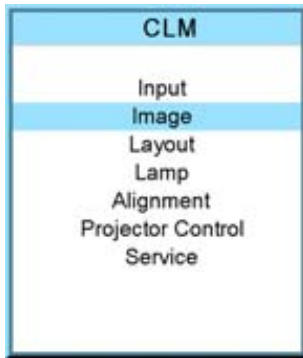 CLM
Input
Image
Layout
Lamp
Alignment
Projector Control
Service